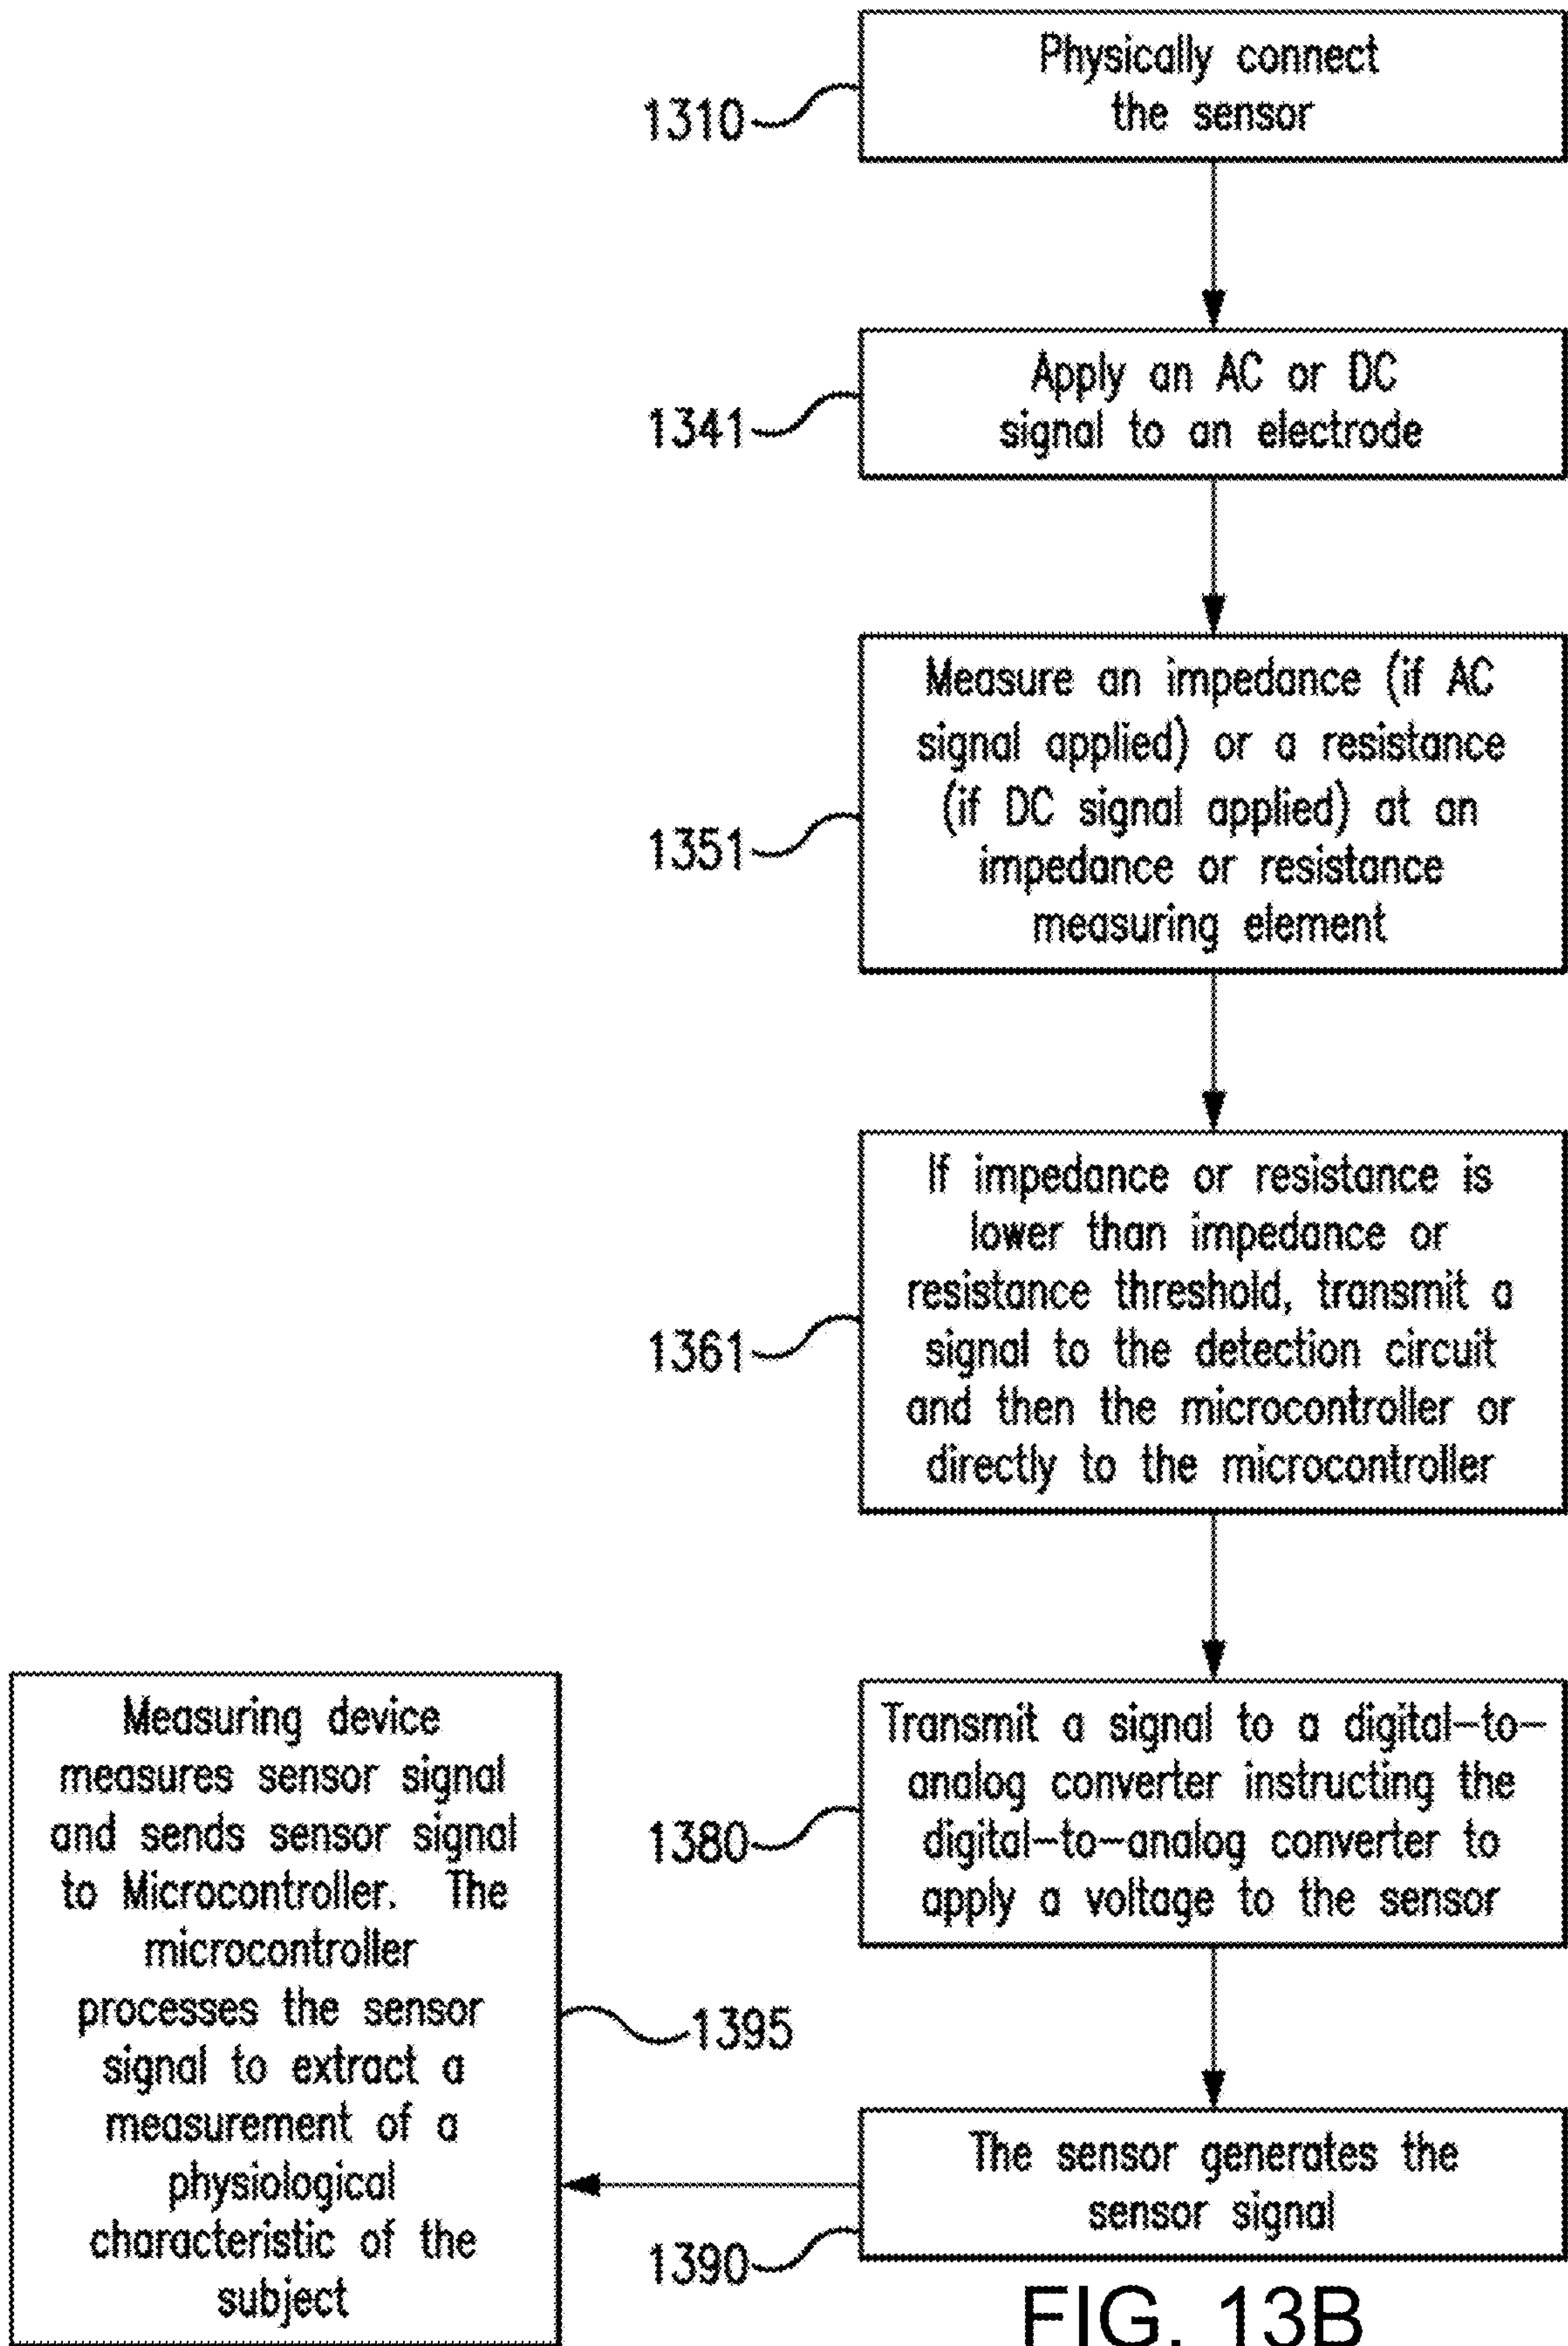 Physically connect
the sensor
1310
Apply an AC or DC
signal to an electrode
1341
Measure an impedance (if AC
signal applied) or a resistance
(if DC signal applied) at an
impedance or resistance
measuring element
1351
If impedance or resistance is
lower than impedance or
resistance threshold, transmit a
signal to the detection circuit
and then the microcontroller or
directly to the microcontroller
1361
Transmit a signal to a digital-to-
analog converter instructing the
digital-to-analog converter to
apply a voltage to the sensor
1380
The sensor generates the
sensor signal
1390
Measuring device
measures sensor signal
and sends sensor signal
to Microcontroller. The
microcontroller
processes the sensor
signal to extract a
measurement of a
physiological
characteristic of the
subject
1395
FIG. 13B